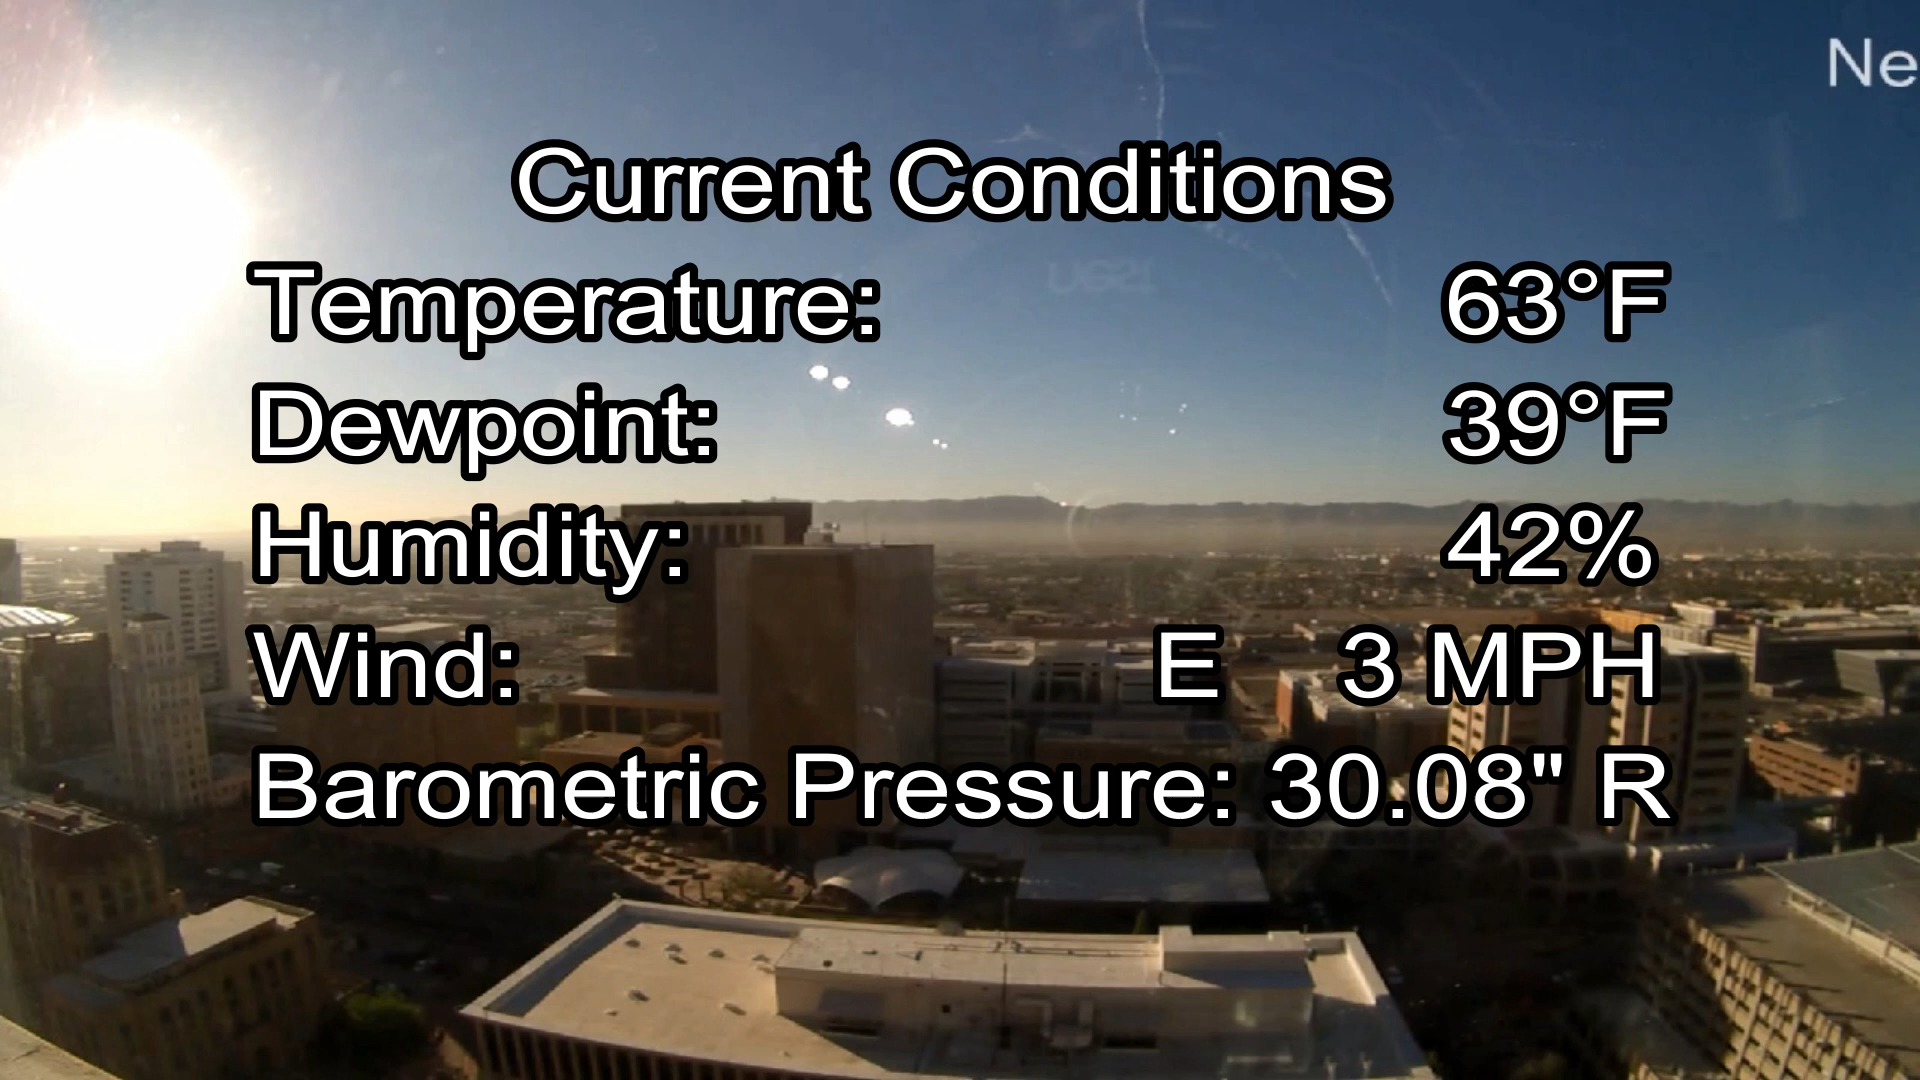 Ne
Current Conditions
Temperature: 63°F
Dewpoint: 39°F
Humidity: 42%
Wind: E 3 MPH
Barometric Pressure: 30.08" R